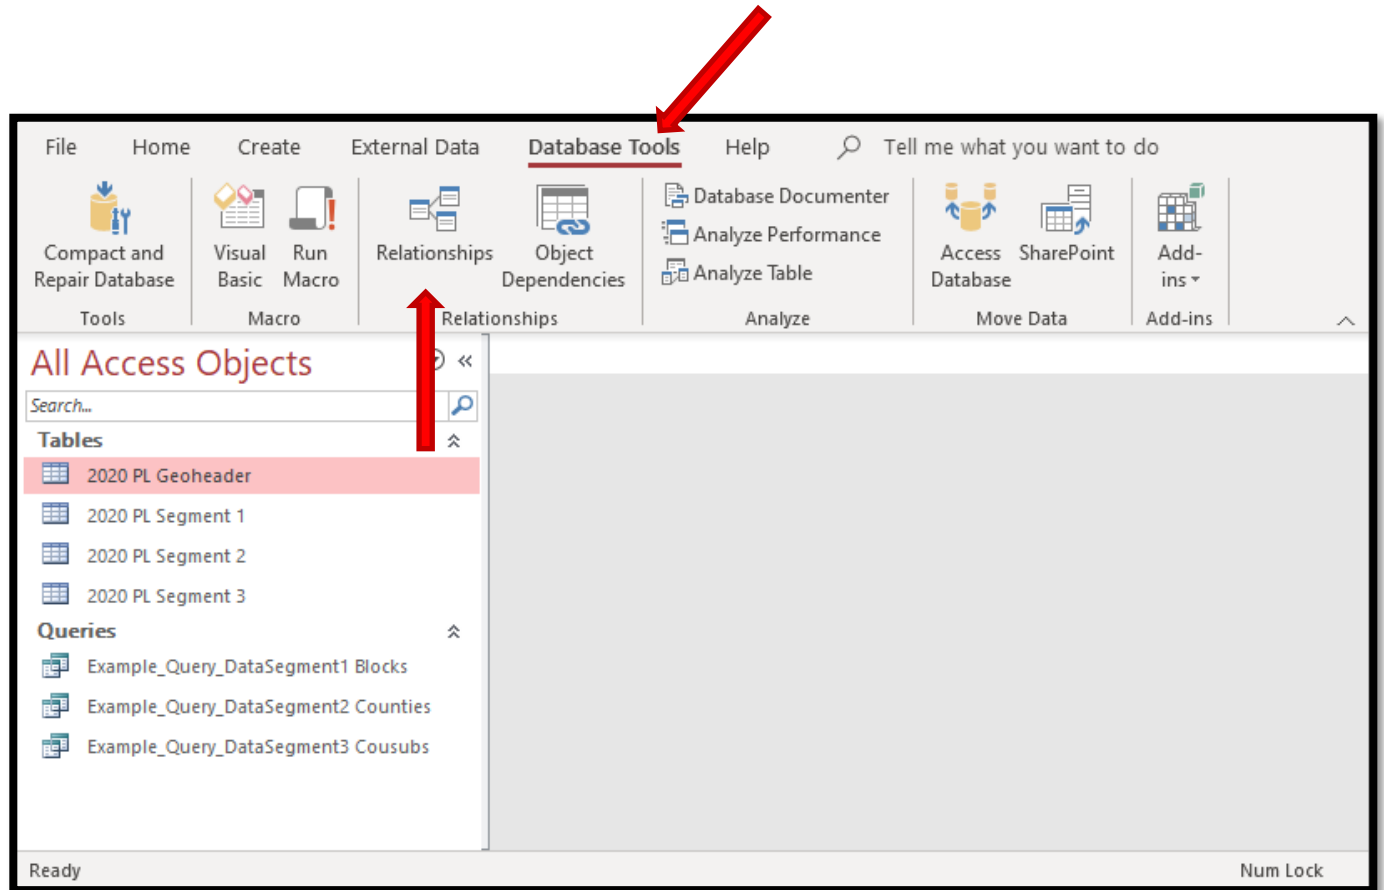 File Home Create External Data Database Tools Help Tell me what you want to do
Compact and Repair Database
Visual Basic
Run Macro
Relationships
Object Dependencies
Database Documenter
Analyze Performance
Analyze Table
Access Database
SharePoint
Add-ins
Tools Macro Relationships Analyze Move Data Add-ins
All Access Objects
Search...
Tables
2020 PL Geoheader
2020 PL Segment 1
2020 PL Segment 2
2020 PL Segment 3
Queries
Example_Query_DataSegment1 Blocks
Example_Query_DataSegment2 Counties
Example_Query_DataSegment3 Cousubs
Ready Num Lock